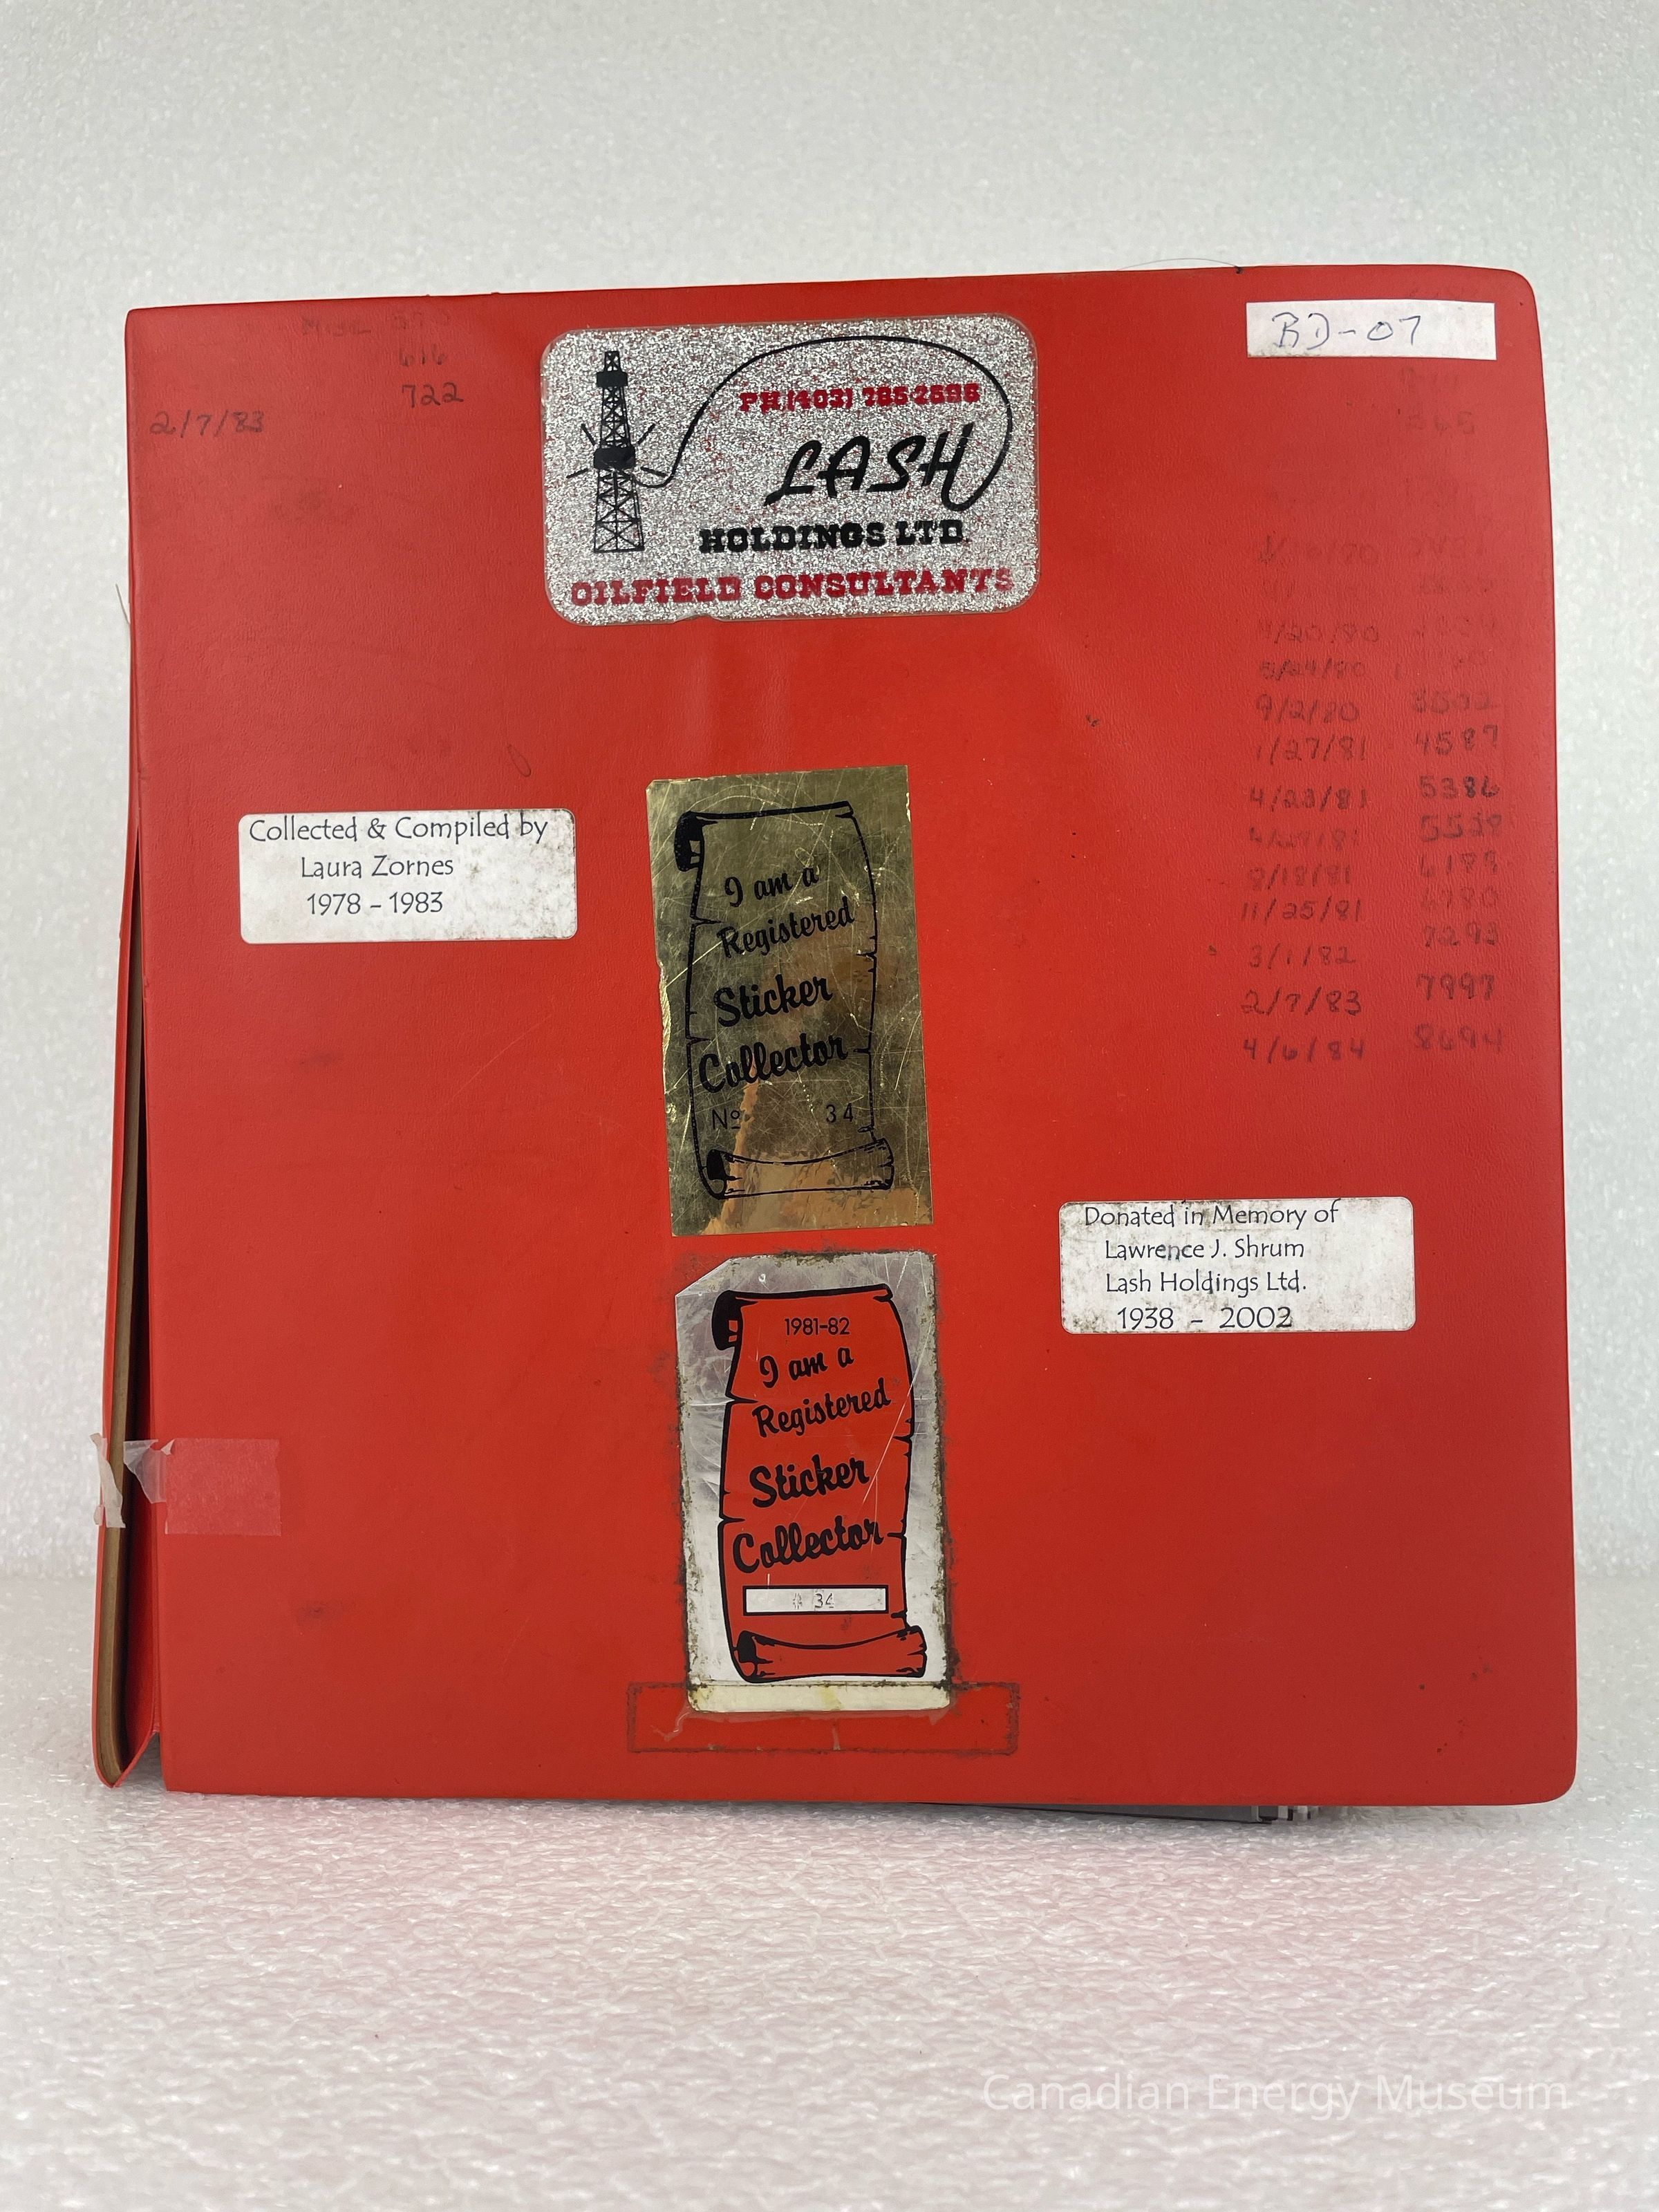 722
2/7/83
PH (403) 785-2595
LASH
HOLDINGS LTD.
OILFIELD CONSULTANTS
BD-07
9/2/80
1/27/81 4587
4/23/81 5386
8/18/81
11/25/81
3/1/82 7293
2/7/83 7997
4/6/84 8694
Collected & Compiled by
Laura Zornes
1978 - 1983
I am a
Registered
Sticker
Collector
Nº 34
Donated in Memory of
Lawrence J. Shrum
Lash Holdings Ltd.
1938 - 2002
1981-82
I am a
Registered
Sticker
Collector
# 34
Canadian Energy Museum